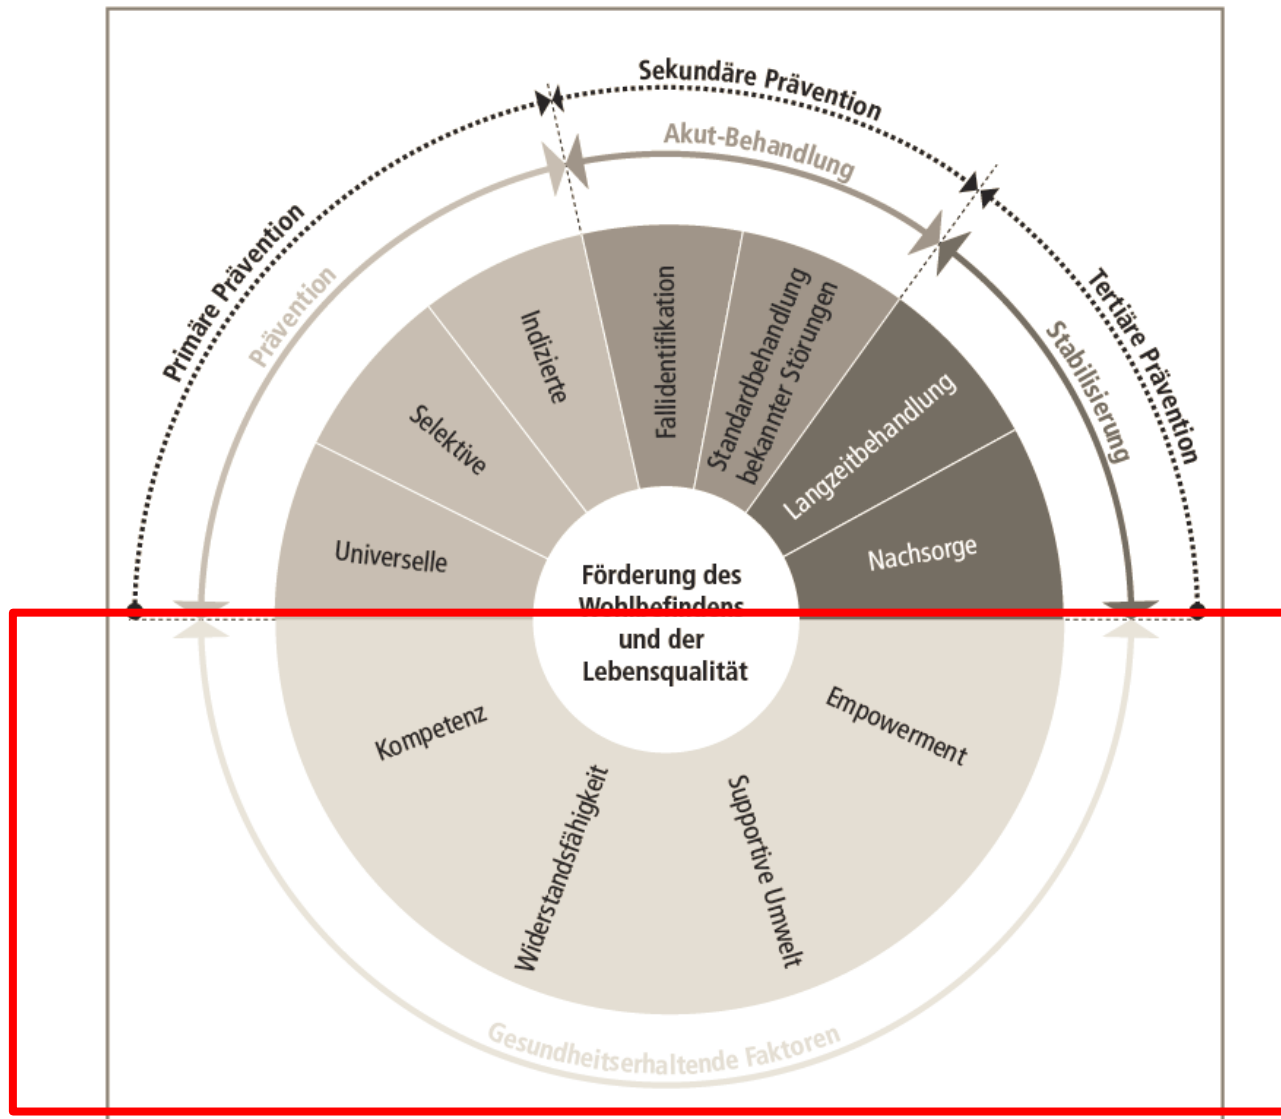 Sekundäre Prävention
Akut-Behandlung
Primäre Prävention
Prävention
Tertiäre Prävention
Stabilisierung
Universelle
Selektive
Indizierte
Fallidentifikation
Standardbehandlung
bekannter Störungen
Langzeitbehandlung
Nachsorge
Förderung des
Wohlbefindens
und der
Lebensqualität
Kompetenz
Widerstandsfähigkeit
Supportive Umwelt
Empowerment
Gesundheitserhaltende Faktoren